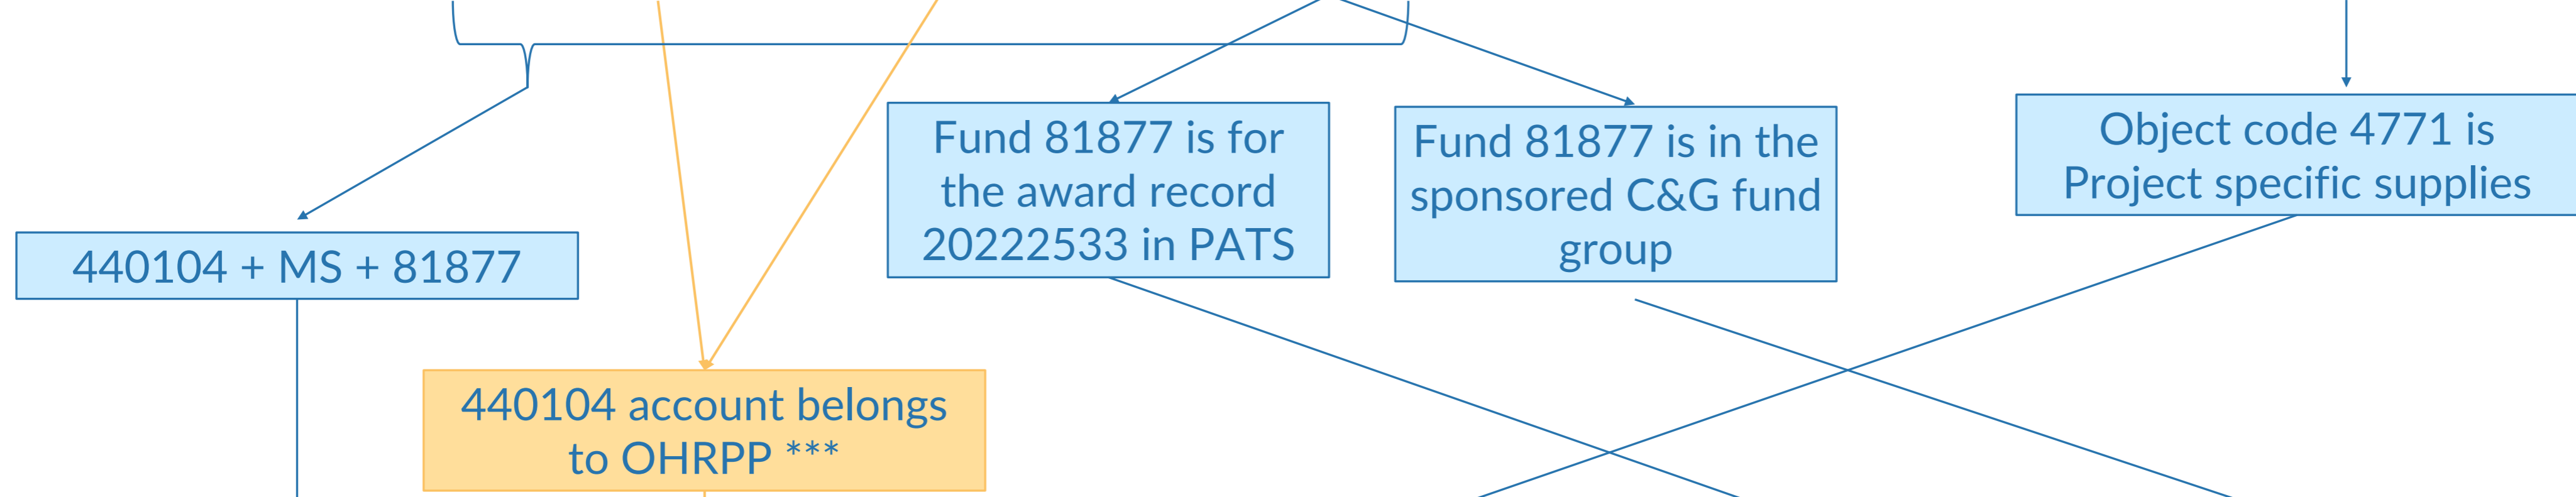 440104 + MS + 81877
440104 account belongs
to OHRPP ***
Fund 81877 is for
the award record
20222533 in PATS
Fund 81877 is in the
sponsored C&G fund
group
Object code 4771 is
Project specific supplies